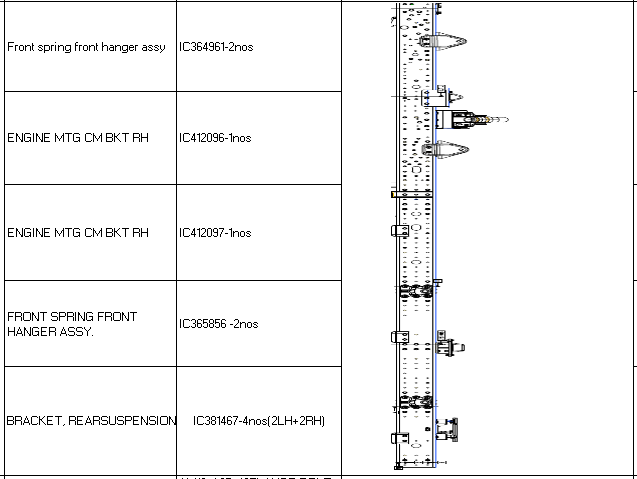 Front spring front hanger assy IC364961-2nos
ENGINE MTG CM BKT RH IC412096-1nos
ENGINE MTG CM BKT RH IC412097-1nos
FRONT SPRING FRONT
HANGER ASSY. IC365856 -2nos
BRACKET, REARSUSPENSION IC381467-4nos(2LH+2RH)